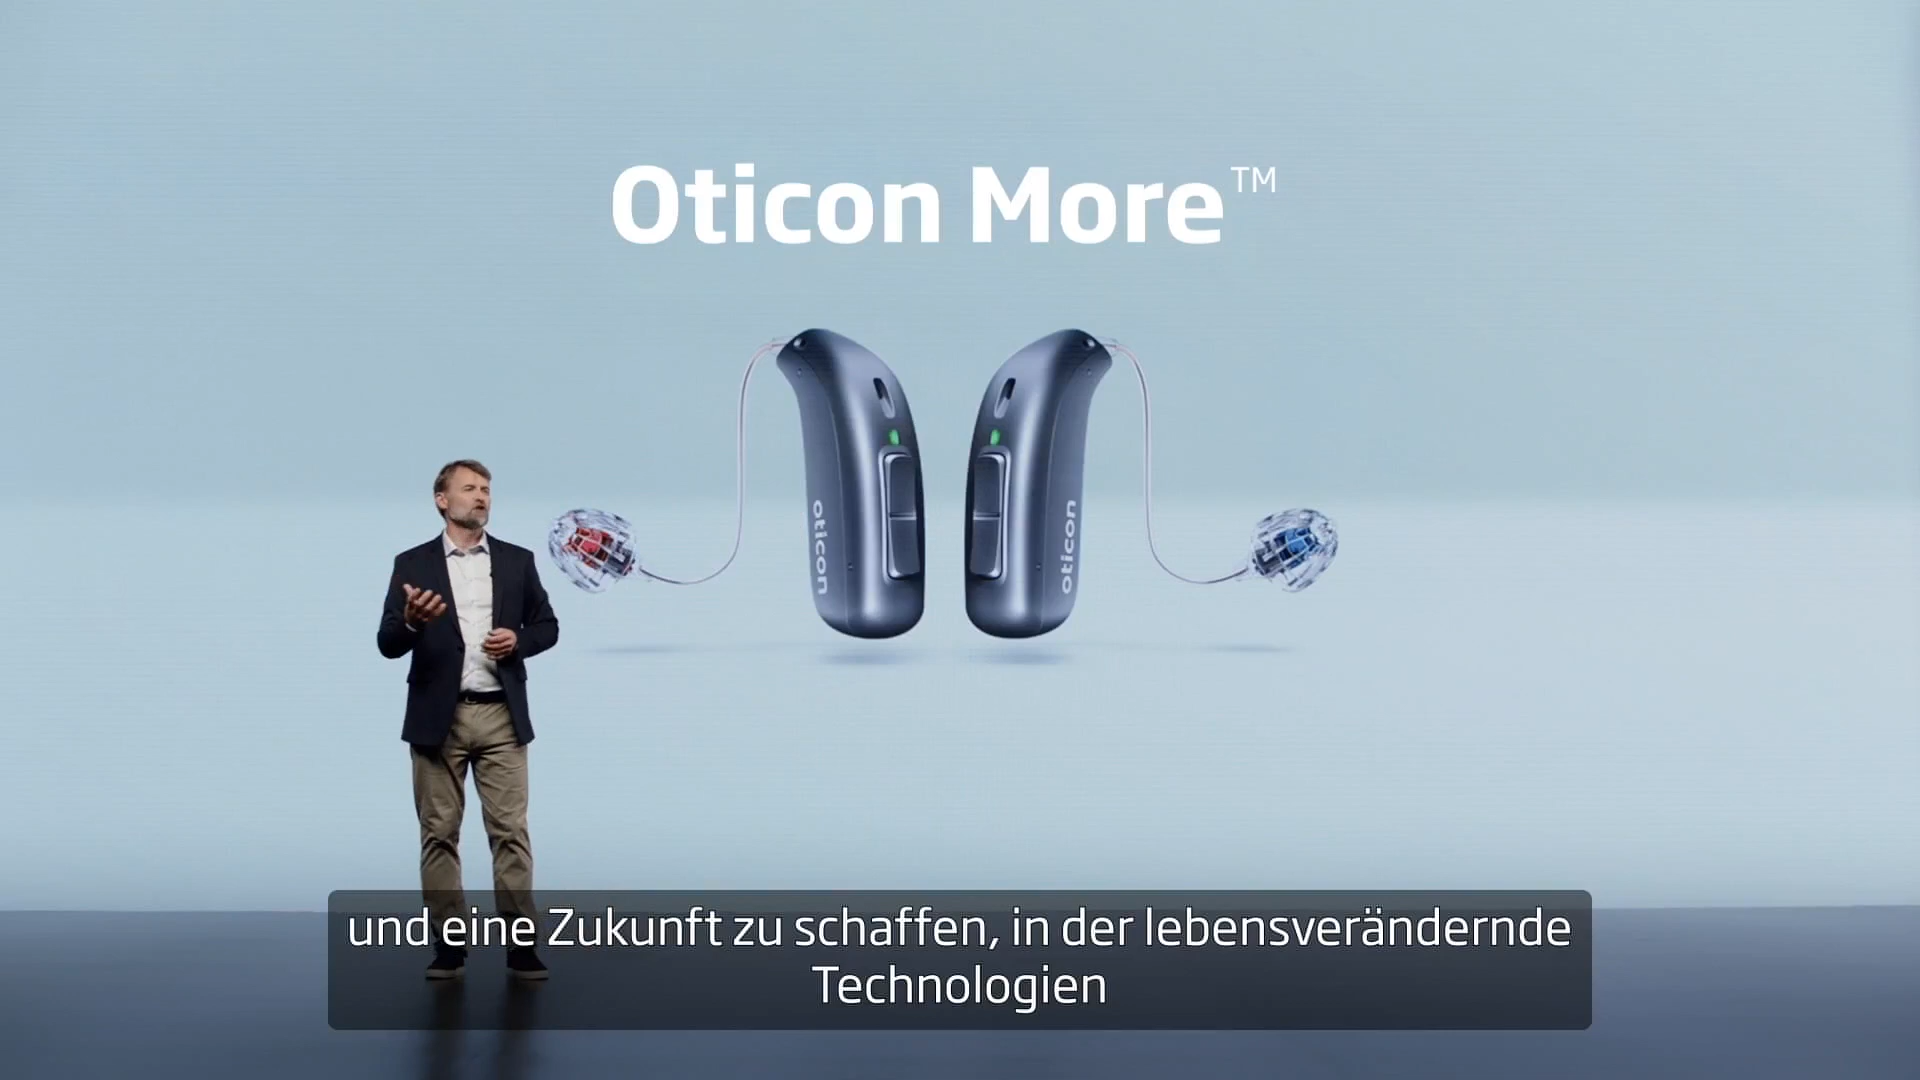 Oticon More™
oticon
oticon
und eine Zukunft zu schaffen, in der lebensverändernde
Technologien